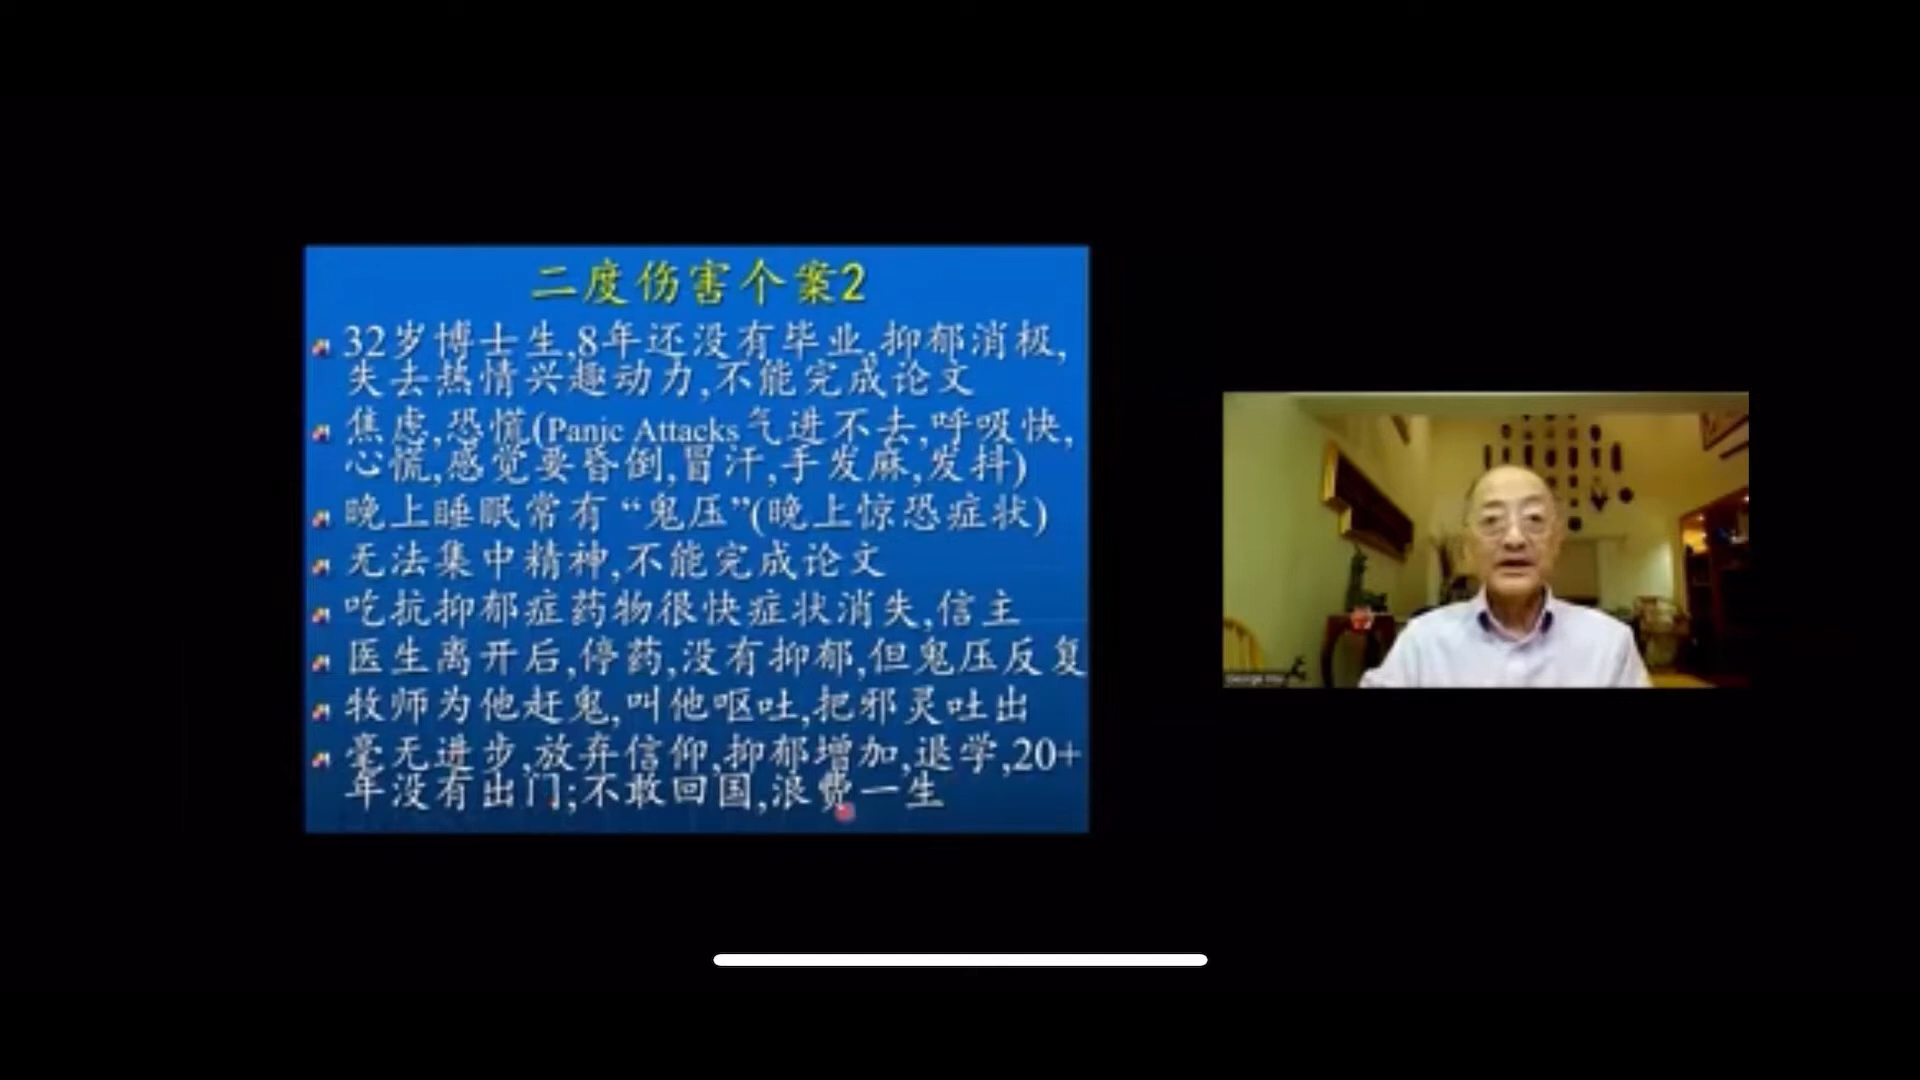 二度伤害个案2
32岁博士生,8年还没有毕业,抑郁消极,
失去热情兴趣动力,不能完成论文
焦虑,恐慌(Panic Attacks气进不去,呼吸快,
心慌,感觉要昏倒,冒汗,手发麻,发抖)
晚上睡眠常有“鬼压”(晚上惊恐症状)
无法集中精神,不能完成论文
吃抗抑郁症药物很快症状消失,信主
医生离开后,停药,没有抑郁,但鬼压反复
牧师为他赶鬼,叫他呕吐,把邪灵吐出
毫无进步,放弃信仰,抑郁增加,退学,20+
年没有出门;不敢回国,浪费一生
George